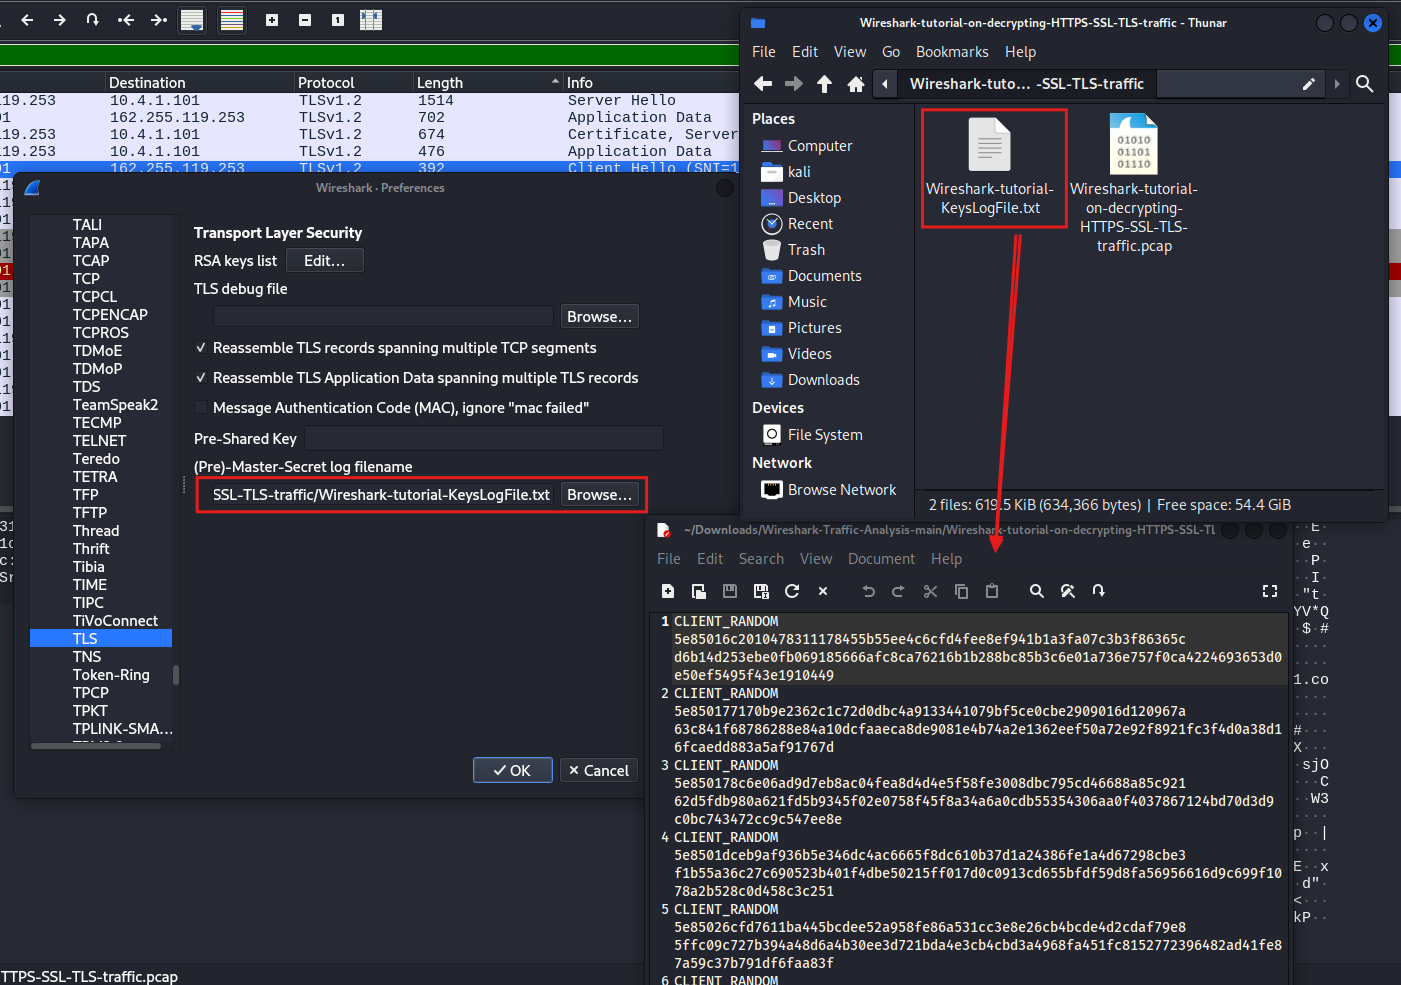 Destination Protocol Length Info
119.253 10.4.1.101 TLSv1.2 1514 Server Hello
01 162.255.119.253 TLSv1.2 702 Application Data
119.253 10.4.1.101 TLSv1.2 674 Certificate, Server
119.253 10.4.1.101 TLSv1.2 476 Application Data
01 162.255.119.253 TLSv1.2 392 Client Hello (SNI=1
Wireshark · Preferences
TALI
TAPA
TCAP
TCP
TCPCL
TCPENCAP
TCPROS
TDMoE
TDMoP
TDS
TeamSpeak2
TECMP
TELNET
Teredo
TETRA
TFP
TFTP
Thread
Thrift
Tibia
TIME
TIPC
TiVoConnect
TLS
TNS
Token-Ring
TPCP
TPKT
TPLINK-SMA...
Transport Layer Security
RSA keys list Edit...
TLS debug file
Browse...
Reassemble TLS records spanning multiple TCP segments
Reassemble TLS Application Data spanning multiple TLS records
Message Authentication Code (MAC), ignore "mac failed"
Pre-Shared Key
(Pre)-Master-Secret log filename
SSL-TLS-traffic/Wireshark-tutorial-KeysLogFile.txt Browse...
OK Cancel
TTPS-SSL-TLS-traffic.pcap
Wireshark-tutorial-on-decrypting-HTTPS-SSL-TLS-traffic - Thunar
File Edit View Go Bookmarks Help
Wireshark-tuto... -SSL-TLS-traffic
Places
Computer
kali
Desktop
Recent
Trash
Documents
Music
Pictures
Videos
Downloads
Devices
File System
Network
Browse Network
Wireshark-tutorial-
KeysLogFile.txt
01010
01101
01110
Wireshark-tutorial-
on-decrypting-
HTTPS-SSL-TLS-
traffic.pcap
2 files: 619.5 KiB (634,366 bytes) | Free space: 54.4 GiB
~/Downloads/Wireshark-Traffic-Analysis-main/Wireshark-tutorial-on-decrypting-HTTPS-SSL-TL
File Edit Search View Document Help
1 CLIENT_RANDOM
5e85016c2010478311178455b55ee4c6cfd4fee8ef941b1a3fa07c3b3f86365c
d6b14d253ebe0fb069185666afc8ca76216b1b288bc85b3c6e01a736e757f0ca4224693653d0
e50ef5495f43e1910449
2 CLIENT_RANDOM
5e850177170b9e2362c1c72d0dbc4a9133441079bf5ce0cbe2909016d120967a
63c841f68786288e84a10dcfaaeca8de9081e4b74a2e1362eef50a72e92f8921fc3f4d0a38d1
6fcaedd883a5af91767d
3 CLIENT_RANDOM
5e850178c6e06ad9d7eb8ac04fea8d4d4e5f58fe3008dbc795cd46688a85c921
62d5fdb980a621fd5b9345f02e0758f45f8a34a6a0cdb55354306aa0f4037867124bd70d3d9
c0bc743472cc9c547ee8e
4 CLIENT_RANDOM
5e8501dceb9af936b5e346dc4ac6665f8dc610b37d1a24386fe1a4d67298cbe3
f1b55a36c27c690523b401f4dbe50215ff017d0c0913cd655bfdf59d8fa56956616d9c699f10
78a2b528c0d458c3c251
5 CLIENT_RANDOM
5e85026cfd7611ba445bcdee52a958fe86a531cc3e8e26cb4bcde4d2cdaf79e8
5ffc09c727b394a48d6a4b30ee3d721bda4e3cb4cbd3a4968fa451fc8152772396482ad41fe8
7a59c37b791df6faa83f
6 CLIENT_RANDOM
E
e
P
I
"t
YV*Q
$ #
1.co
#
X
sjO
C
W3
p |
E x
d"
<
kP